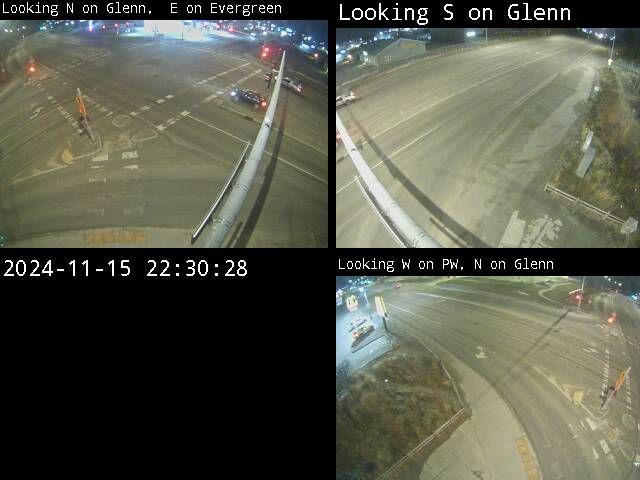 Looking N on Glenn,  E on Evergreen
Looking S on Glenn
2024-11-15 22:30:28
Looking W on PW, N on Glenn